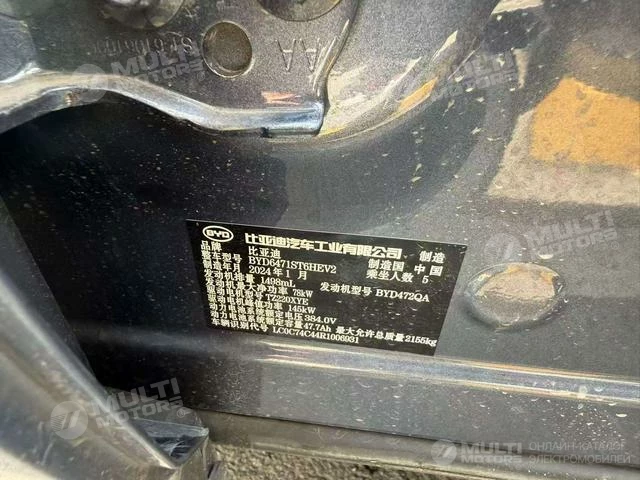 AA
MULTI
MOTORS
MULTI
MOTORS
BYD 比亚迪汽车工业有限公司 制造
品牌 比亚迪 制造国 中国
整车型号 BYD6471ST6HEV2 乘坐人数 5
制造年月 2024年1月
发动机排量 1498mL 发动机型号 BYD472QA
发动机最大净功率 78kW
驱动电机型号 TZ220XYE
驱动电机峰值功率 145kW
动力电池系统额定电压 384.0V
动力电池系统额定容量 47.7Ah 最大允许总质量 2155kg
车辆识别代号 LC0C74C44R1006931
MULTI
MOTORS
MULTI
MOTORS
ОНЛАЙН-КАТАЛОГ
ЭЛЕКТРОМОБИЛЕЙ